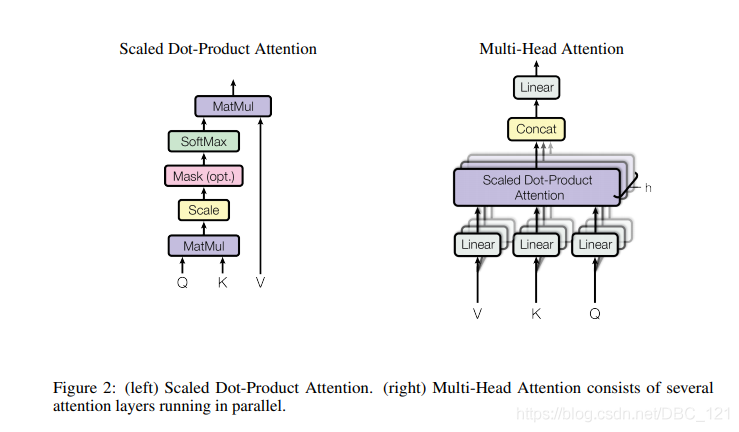 Scaled Dot-Product Attention
MatMul
SoftMax
Mask (opt.)
Scale
MatMul
Q K V
Multi-Head Attention
Linear
Concat
Scaled Dot-Product
Attention
h
Linear Linear Linear
V K Q
Figure 2: (left) Scaled Dot-Product Attention. (right) Multi-Head Attention consists of several
attention layers running in parallel.
https://blog.csdn.net/DBC_121